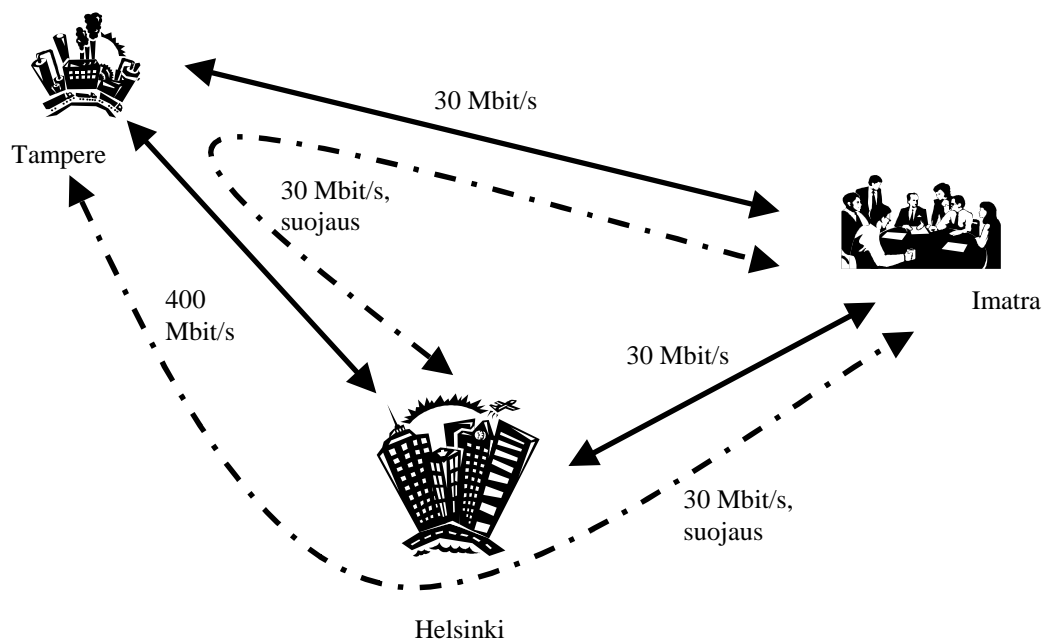 30 Mbit/s
Tampere
30 Mbit/s,
suojaus
400
Mbit/s
Imatra
30 Mbit/s
30 Mbit/s,
suojaus
Helsinki